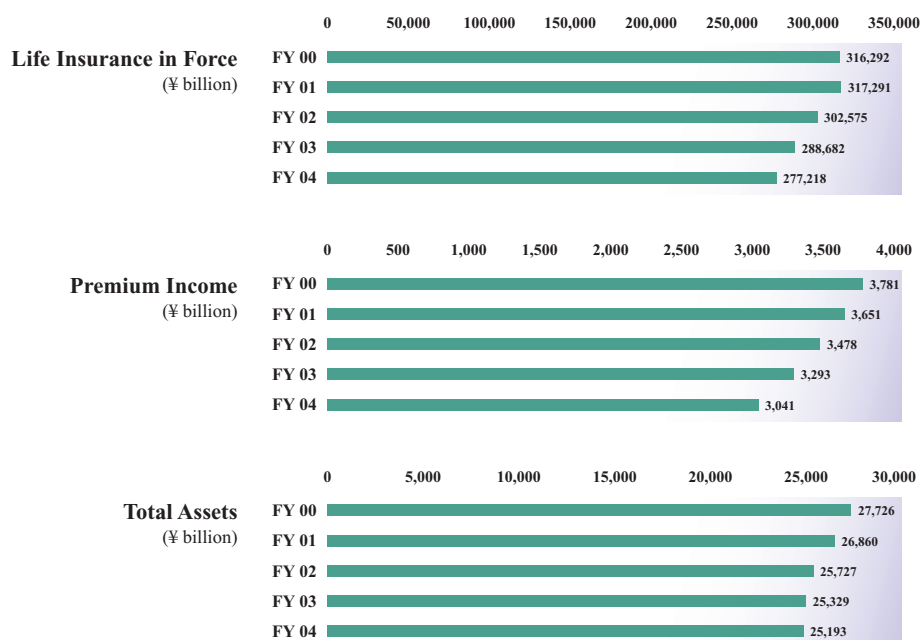 0 50,000 100,000 150,000 200,000 250,000 300,000 350,000
Life Insurance in Force
(¥ billion)
FY 00 316,292
FY 01 317,291
FY 02 302,575
FY 03 288,682
FY 04 277,218
0 500 1,000 1,500 2,000 2,500 3,000 3,500 4,000
Premium Income
(¥ billion)
FY 00 3,781
FY 01 3,651
FY 02 3,478
FY 03 3,293
FY 04 3,041
0 5,000 10,000 15,000 20,000 25,000 30,000
Total Assets
(¥ billion)
FY 00 27,726
FY 01 26,860
FY 02 25,727
FY 03 25,329
FY 04 25,193